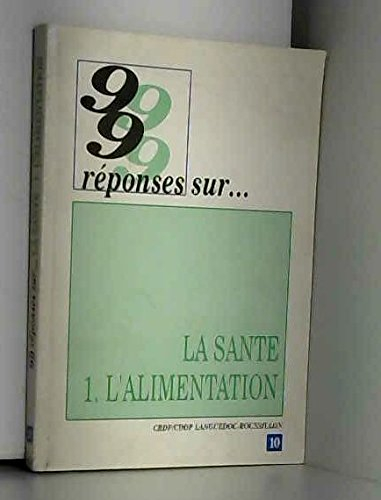 99
réponses sur...
LA SANTE
1. L'ALIMENTATION
CRDP/CDDP LANGUEDOC-ROUSSILLON
10